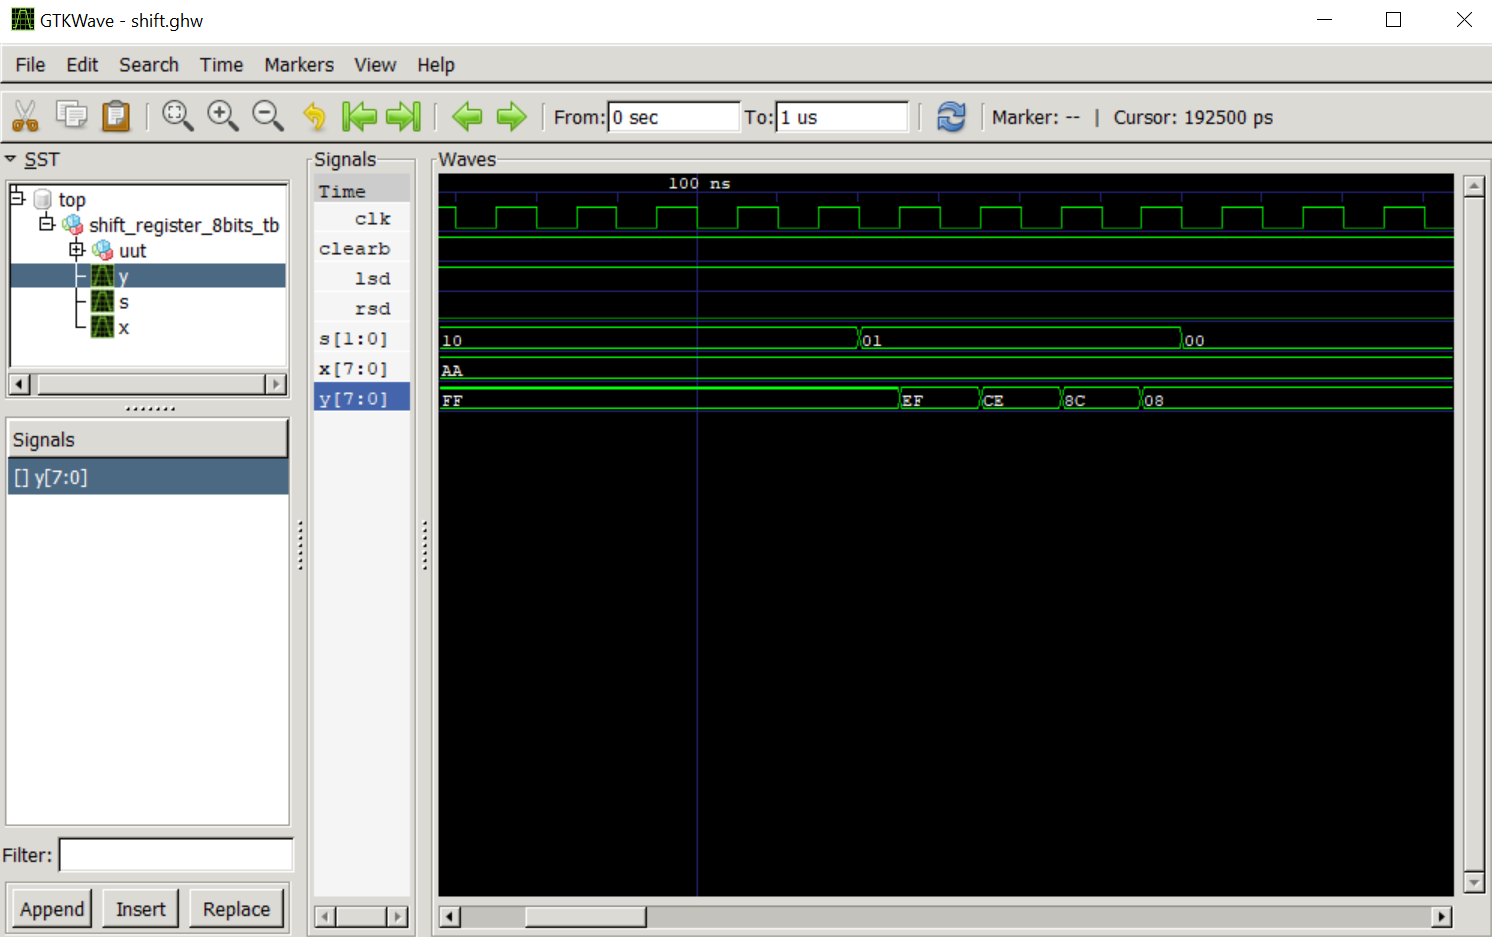 GTKWave - shift.ghw
File Edit Search Time Markers View Help
From: 0 sec To: 1 us Marker: -- | Cursor: 192500 ps
SST
top
shift_register_8bits_tb
uut
y
s
x
Signals
[] y[7:0]
Filter:
Append Insert Replace
Signals
Time
clk
clearb
lsd
rsd
s[1:0]
x[7:0]
y[7:0]
Waves
100 ns
10 01 00
AA
FF EF CE 8C 08